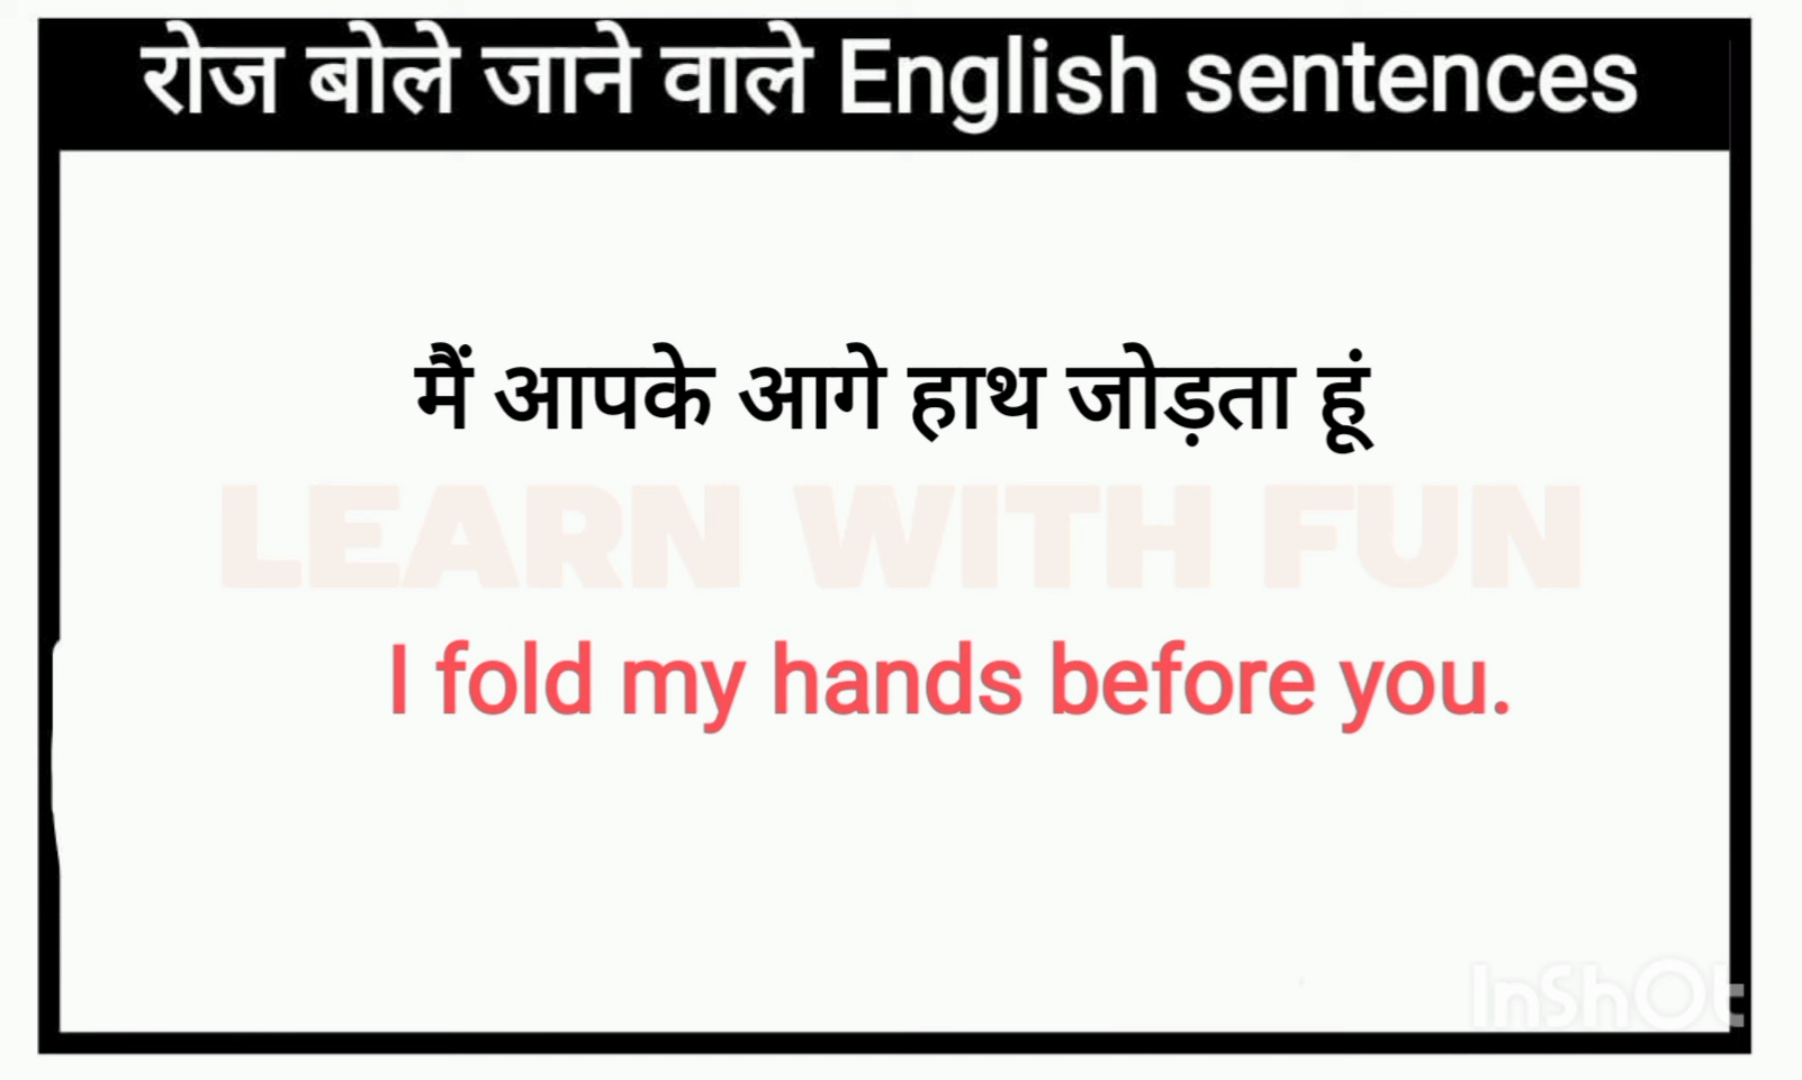 रोज बोले जाने वाले English sentences
मैं आपके आगे हाथ जोड़ता हूं
LEARN WITH FUN
I fold my hands before you.
InShOt